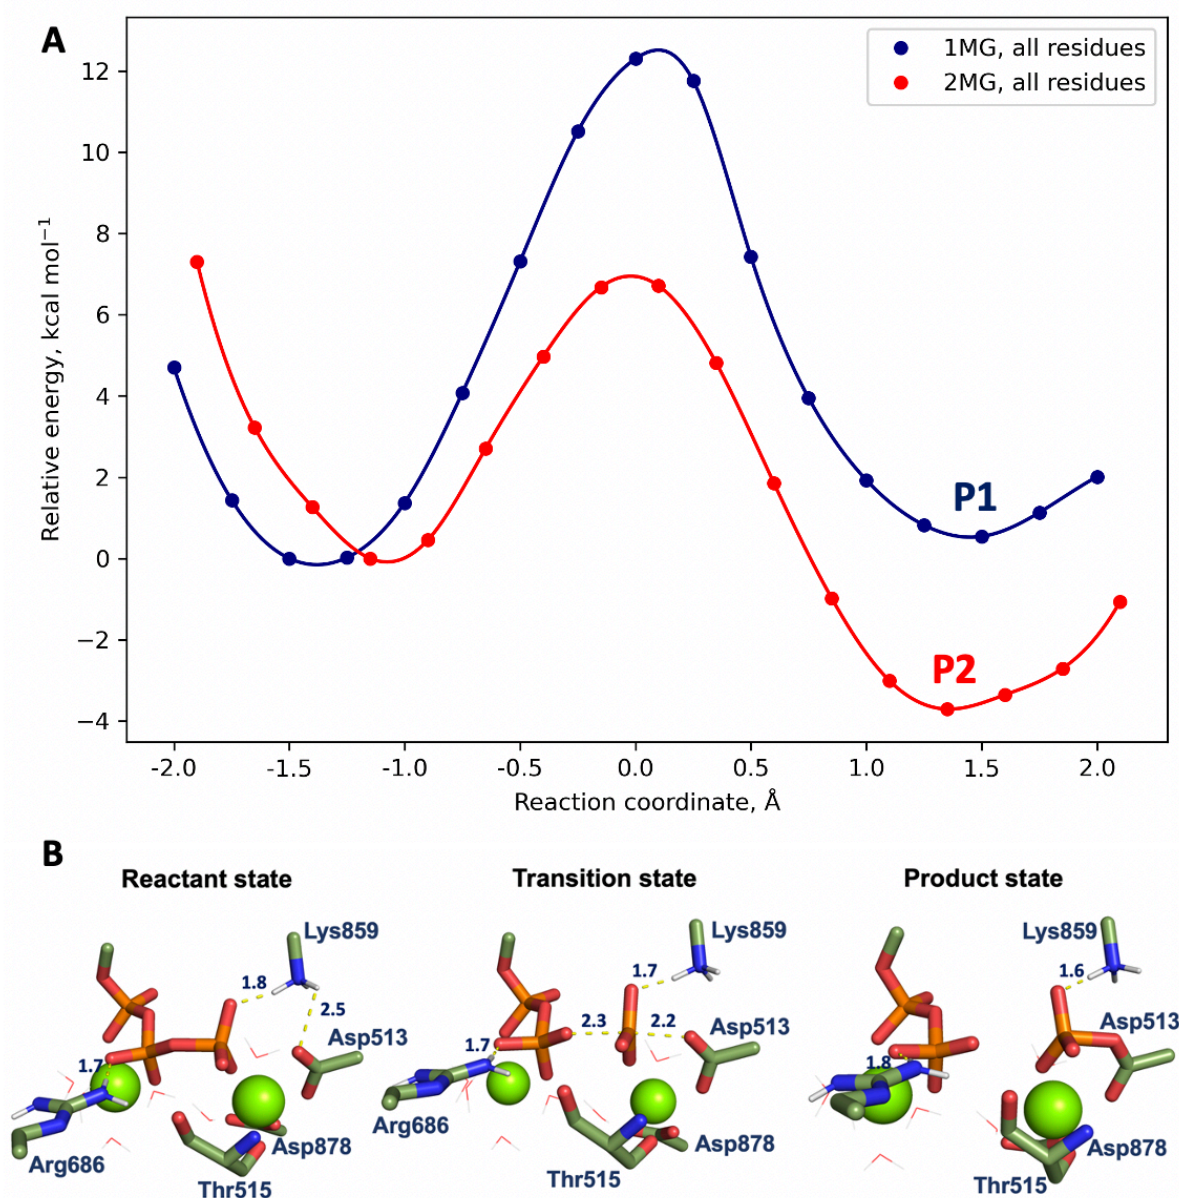 A
1MG, all residues
2MG, all residues
12
10
8
6
4
2
0
−2
−4
Relative energy, kcal mol⁻¹
P1
P2
-2.0 -1.5 -1.0 -0.5 0.0 0.5 1.0 1.5 2.0
Reaction coordinate, Å
B
Reactant state
Lys859
1.8
2.5
Asp513
1.7
Arg686
Asp878
Thr515
Transition state
Lys859
1.7
2.3 2.2
Asp513
1.7
Arg686
Asp878
Thr515
Product state
Lys859
1.6
Asp513
1.8
Asp878
Thr515